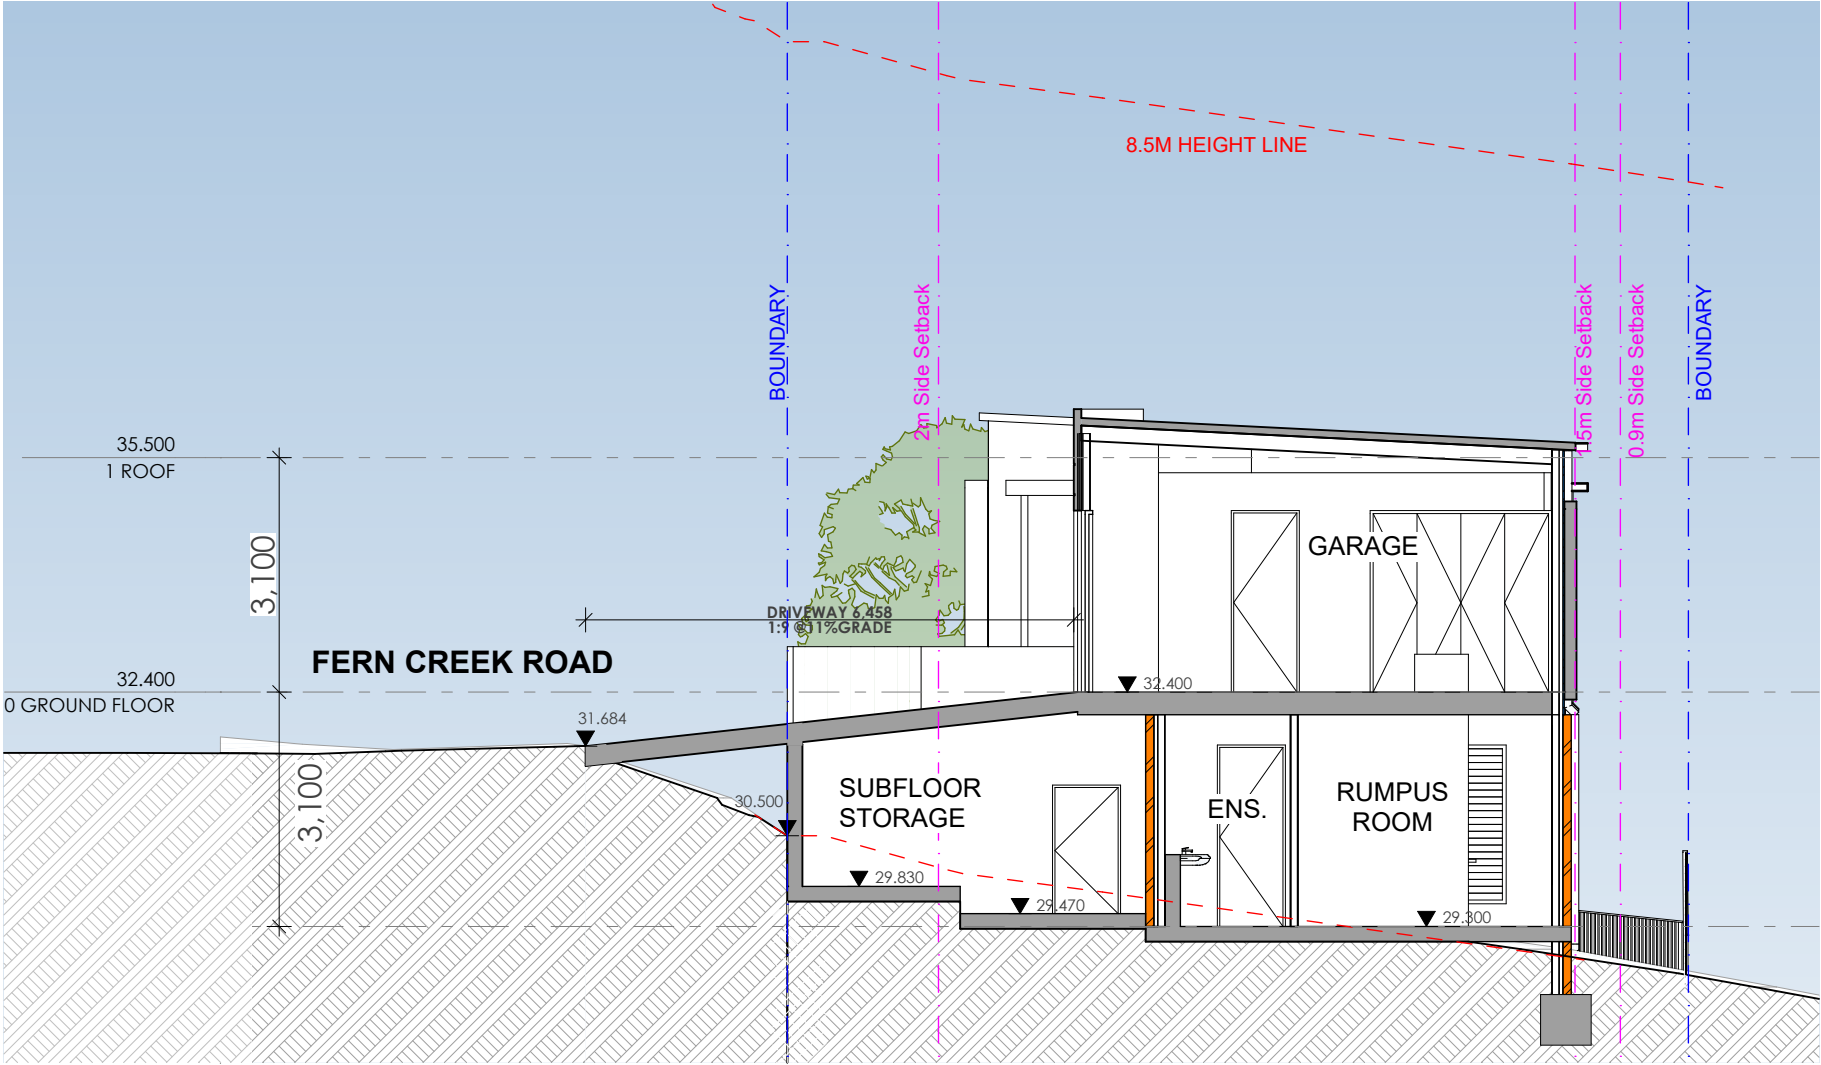 8.5M HEIGHT LINE
BOUNDARY
2m Side Setback
1.5m Side Setback
0.9m Side Setback
BOUNDARY
35.500
1 ROOF
3,100
GARAGE
DRIVEWAY 6,458
1:9 @11%GRADE
FERN CREEK ROAD
32.400
0 GROUND FLOOR
32.400
31.684
3,100
30.500
SUBFLOOR
STORAGE
ENS.
RUMPUS
ROOM
29.830
29.470
29.300